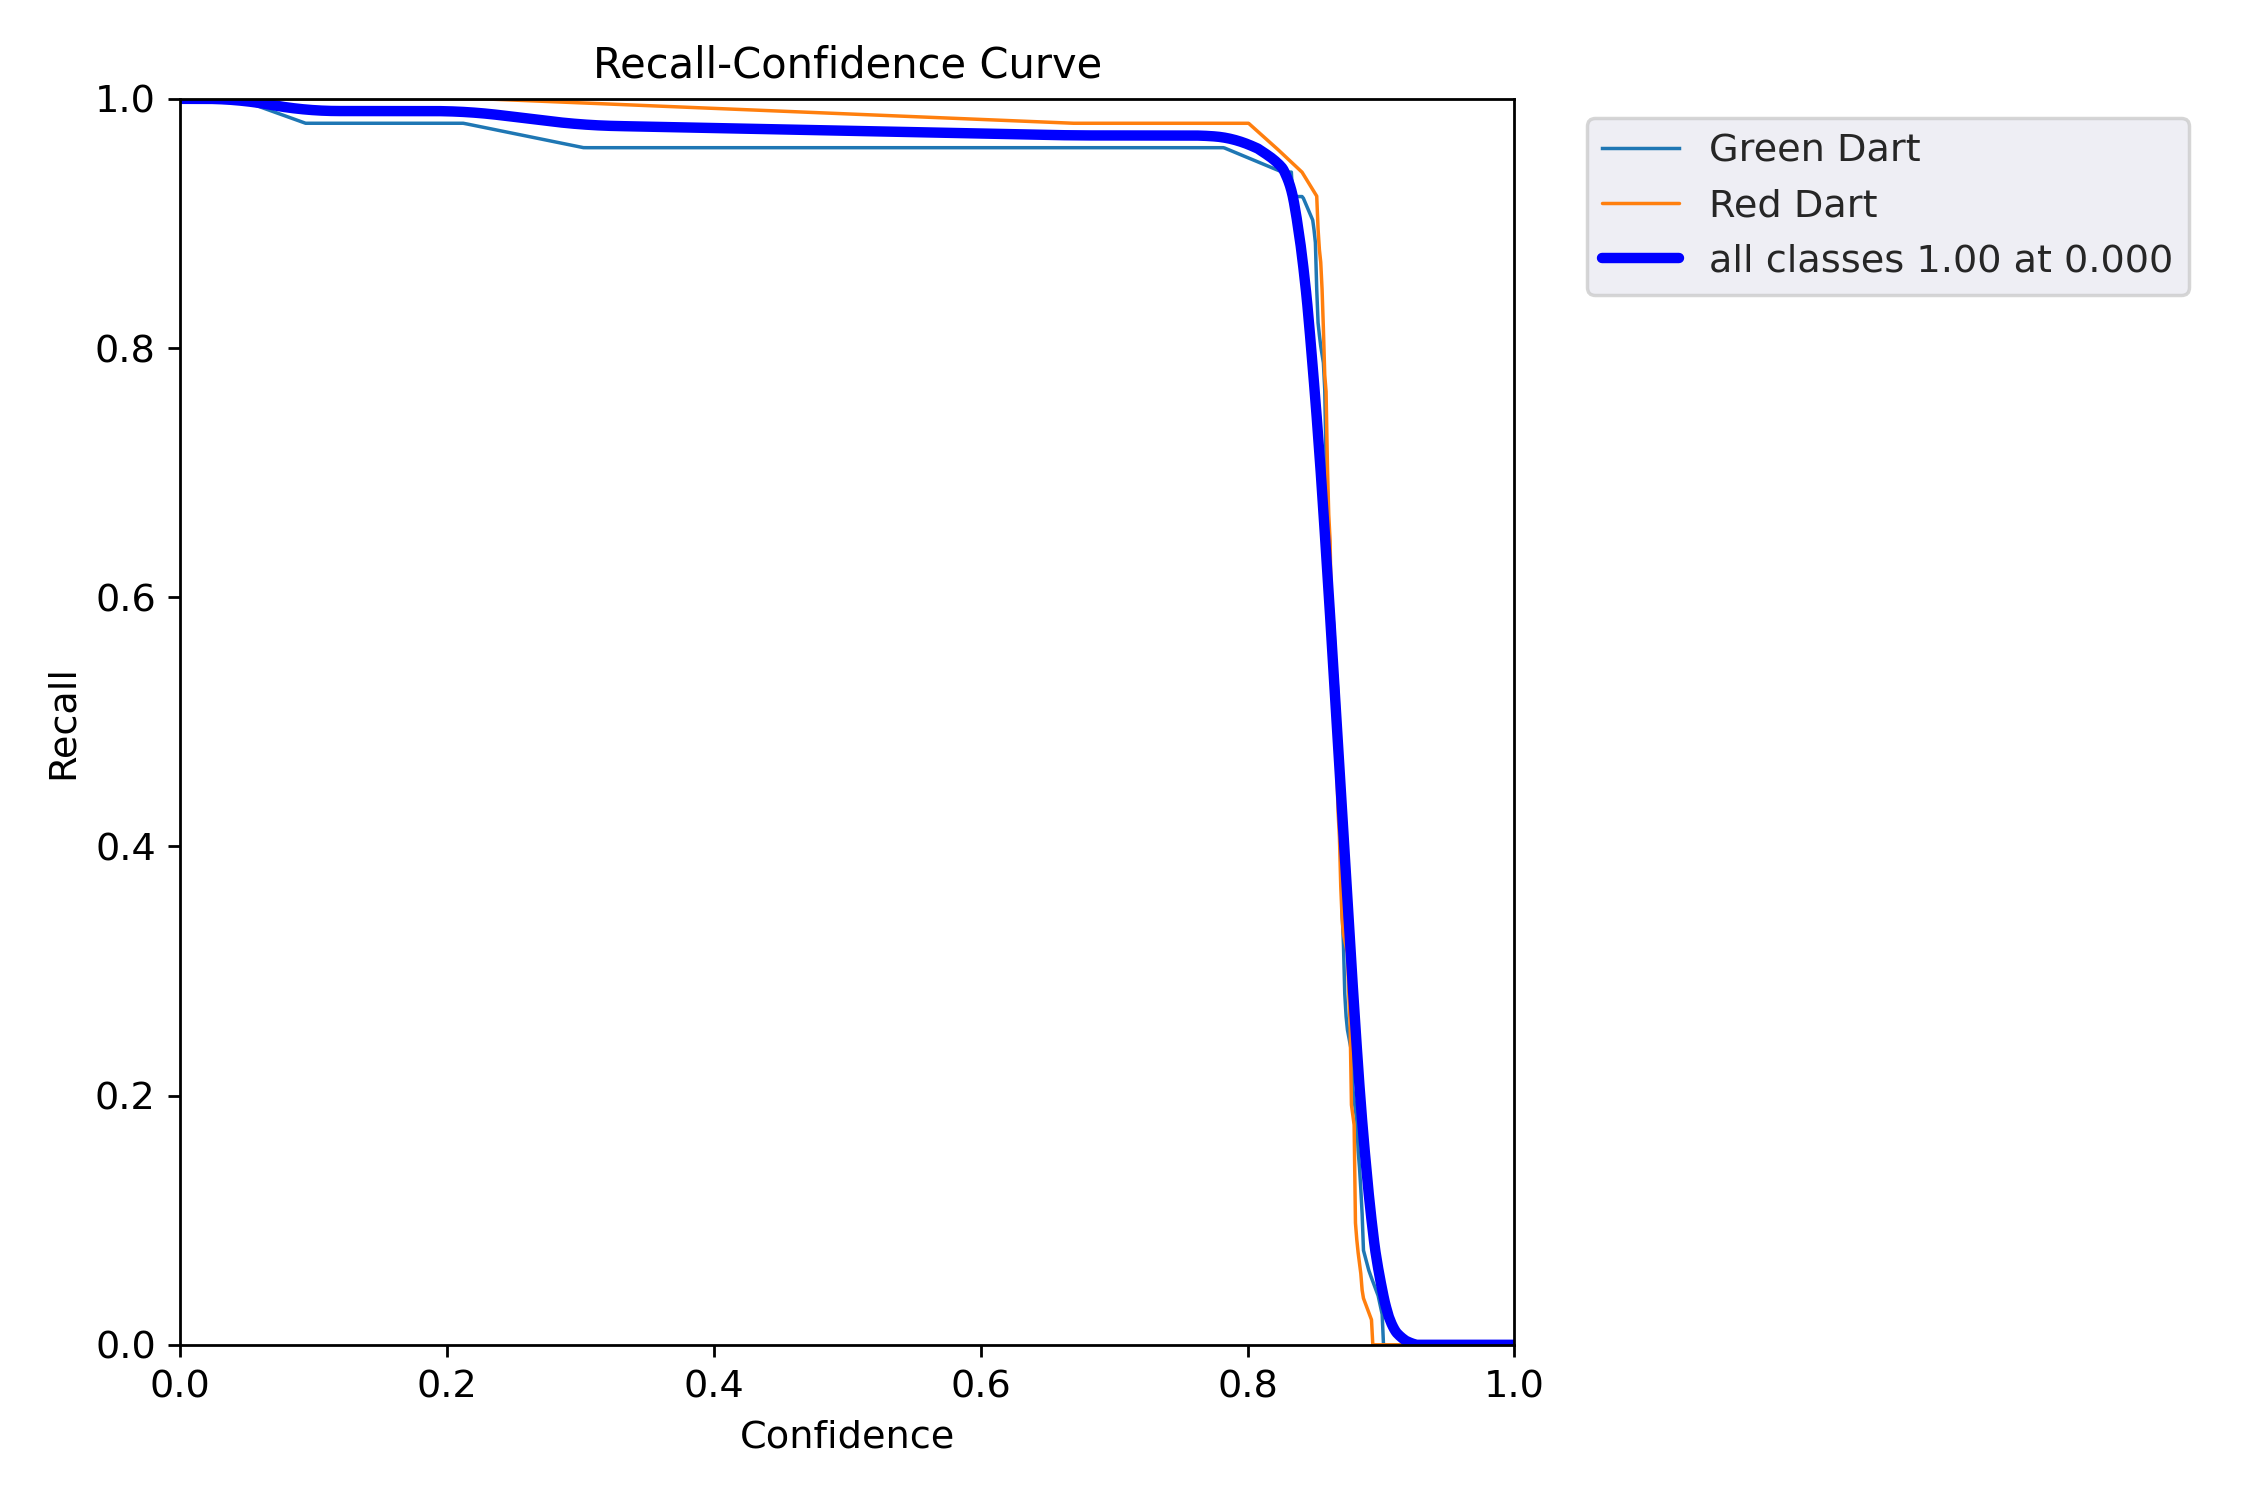 Recall-Confidence Curve
1.0
0.8
0.6
0.4
0.2
0.0
Recall
0.0 0.2 0.4 0.6 0.8 1.0
Confidence
Green Dart
Red Dart
all classes 1.00 at 0.000